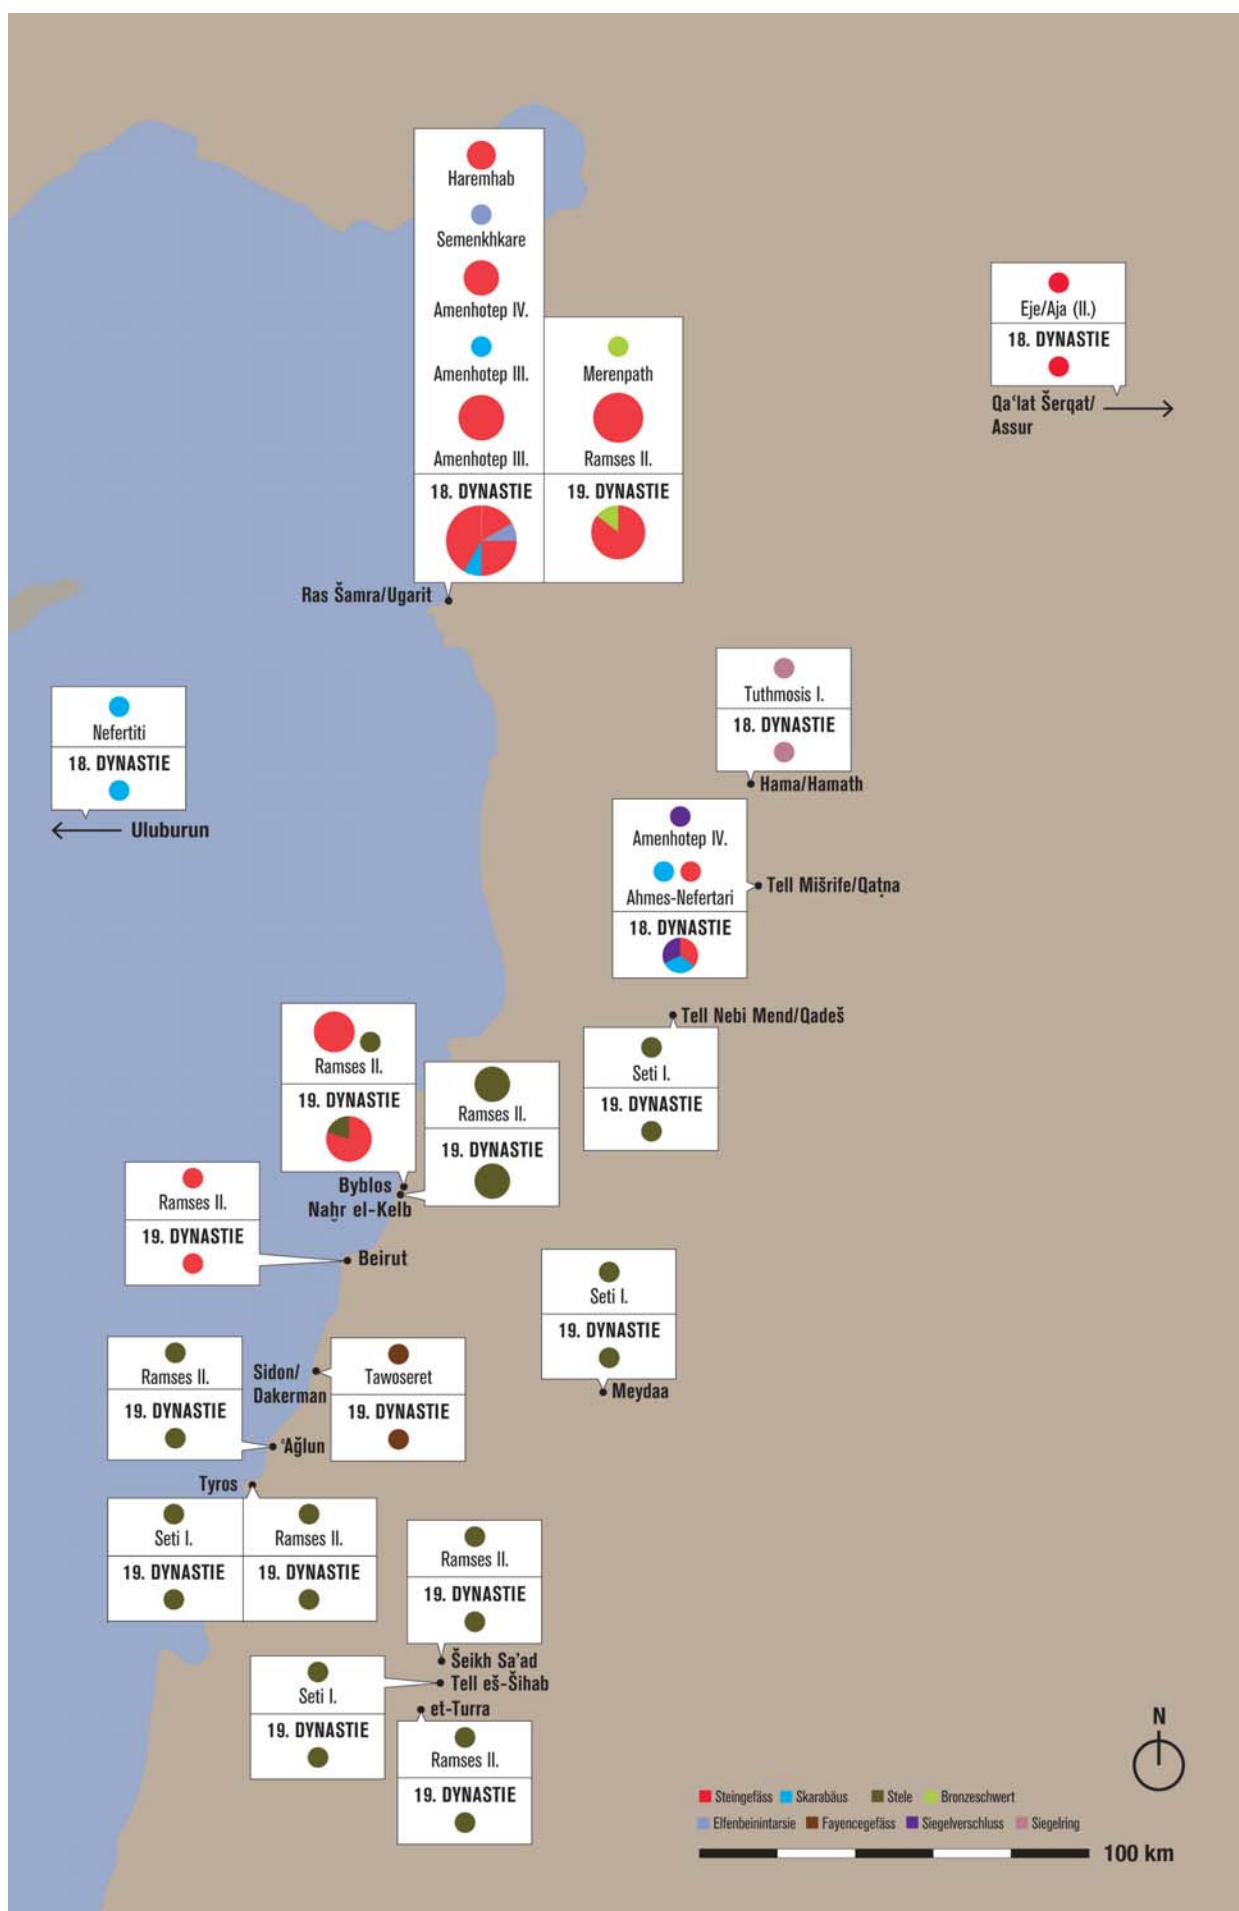 Haremhab
Semenkhkare
Amenhotep IV.
Amenhotep III.
Amenhotep III.
18. DYNASTIE
Merenpath
Ramses II.
19. DYNASTIE
Ras Šamra/Ugarit
Eje/Aja (II.)
18. DYNASTIE
Qaʿlat Šerqat/
Assur
Nefertiti
18. DYNASTIE
Uluburun
Tuthmosis I.
18. DYNASTIE
Hama/Hamath
Amenhotep IV.
Ahmes-Nefertari
18. DYNASTIE
Tell Mišrife/Qaṭna
Tell Nebi Mend/Qadeš
Seti I.
19. DYNASTIE
Ramses II.
19. DYNASTIE
Byblos
Ramses II.
19. DYNASTIE
Naḫr el-Kelb
Ramses II.
19. DYNASTIE
Beirut
Seti I.
19. DYNASTIE
Meydaa
Ramses II.
19. DYNASTIE
ʿAğlun
Sidon/
Dakerman
Tawoseret
19. DYNASTIE
Tyros
Seti I.
19. DYNASTIE
Ramses II.
19. DYNASTIE
Ramses II.
19. DYNASTIE
Šeikh Sa'ad
Tell eš-Šihab
Seti I.
19. DYNASTIE
et-Turra
Ramses II.
19. DYNASTIE
N
Steingefäss Skarabäus Stele Bronzeschwert
Elfenbeinintarsie Fayencegefäss Siegelverschluss Siegelring
100 km